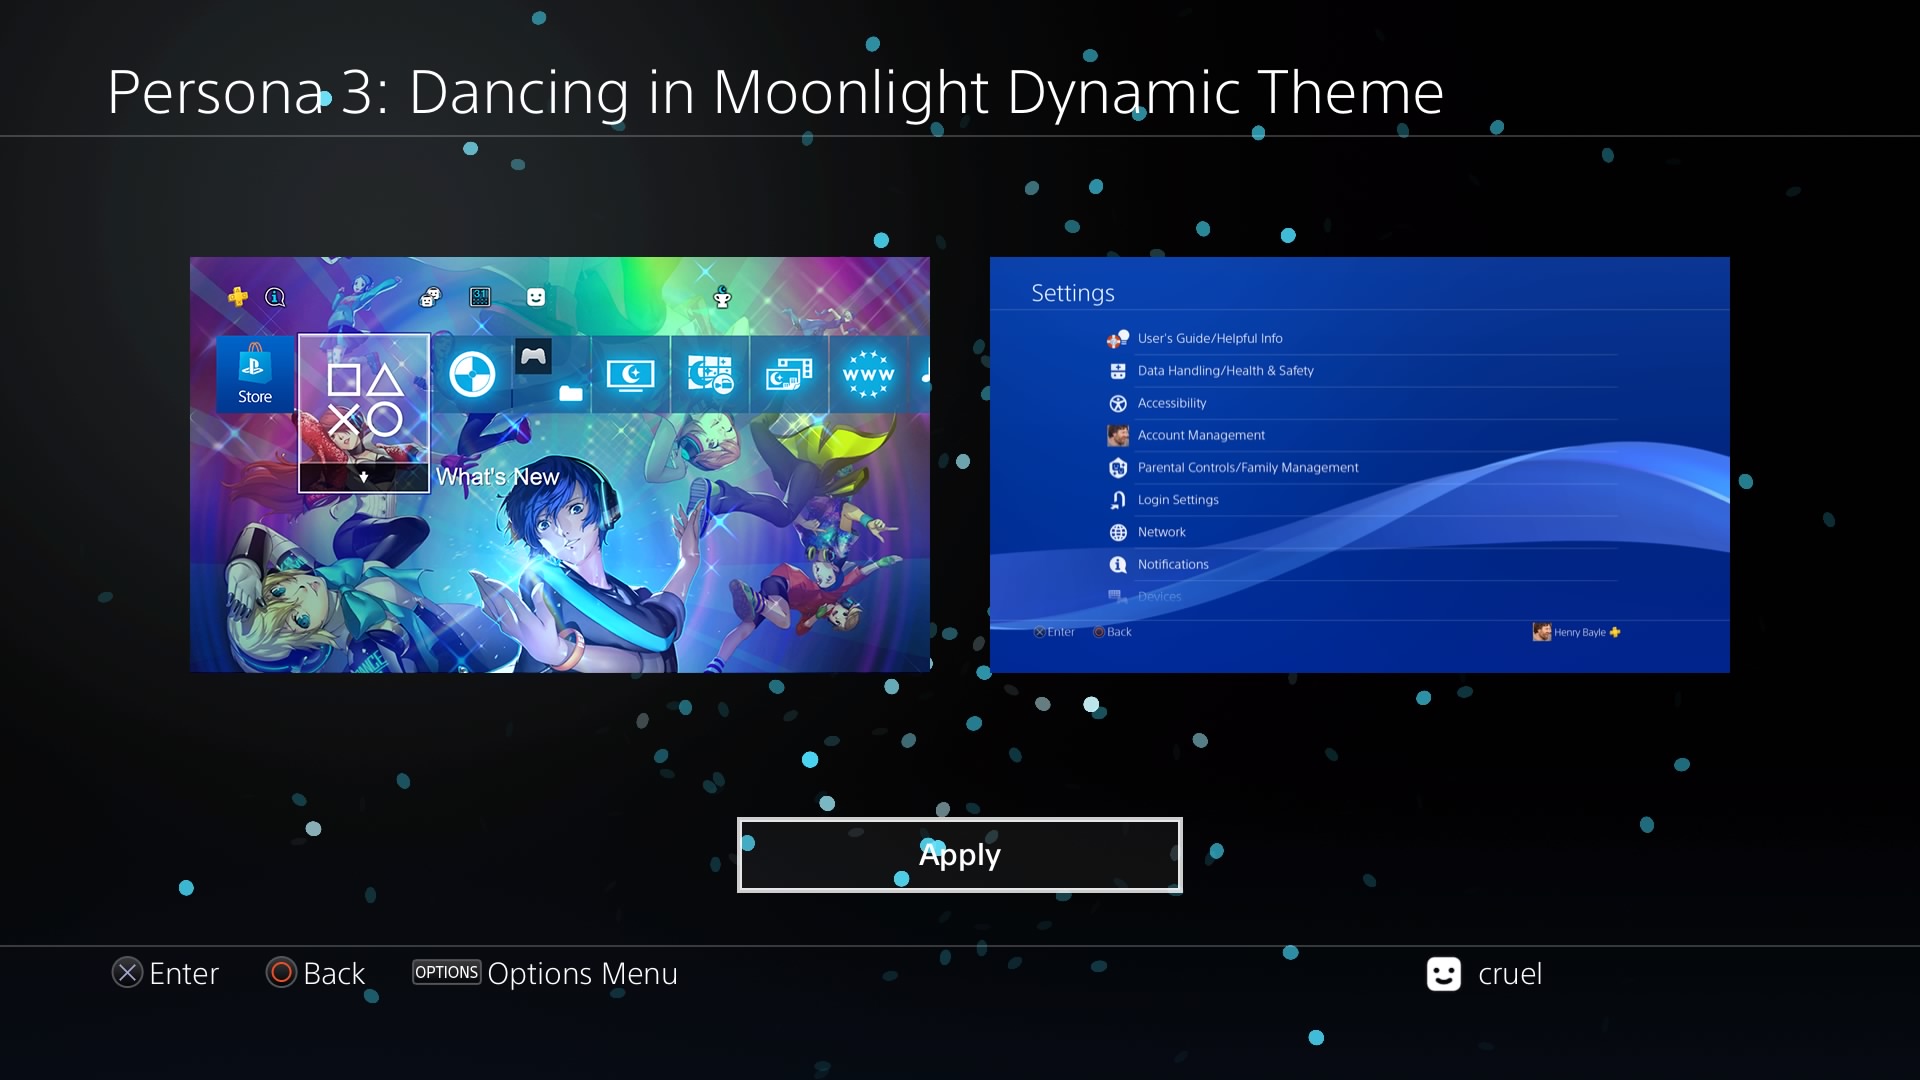 Persona 3: Dancing in Moonlight Dynamic Theme
31
Store
www
What's New
DANCE
Settings
User's Guide/Helpful Info
Data Handling/Health & Safety
Accessibility
Account Management
Parental Controls/Family Management
Login Settings
Network
Notifications
Devices
Enter Back Henry Bayle
Apply
Enter Back OPTIONS Options Menu cruel